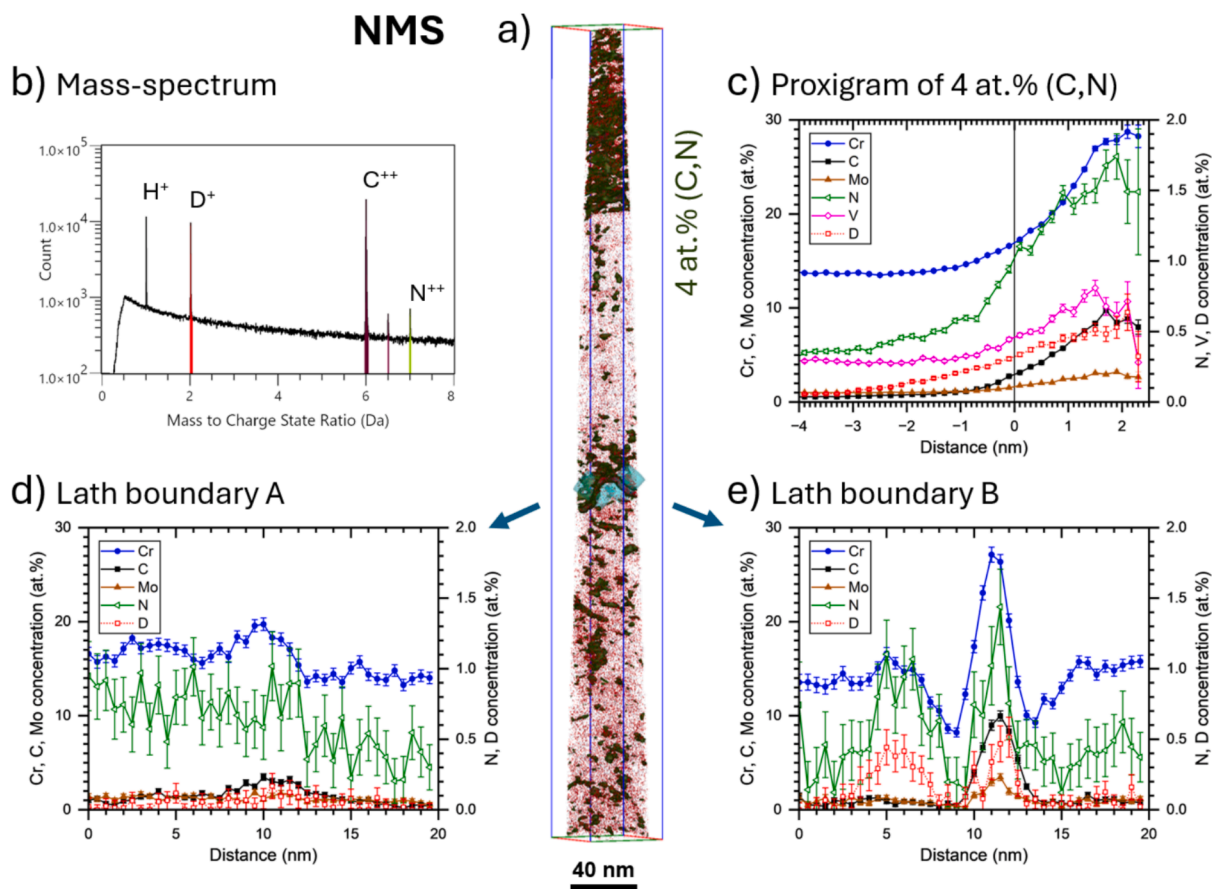 NMS
a)
b) Mass-spectrum
1.0×10⁵
1.0×10⁴
1.0×10³
1.0×10²
Count
H⁺
D⁺
C⁺⁺
N⁺⁺
0 2 4 6 8
Mass to Charge State Ratio (Da)
4 at.% (C,N)
40 nm
c) Proxigram of 4 at.% (C,N)
Cr, C, Mo concentration (at.%)
30
20
10
0
Cr
C
Mo
N
V
D
2.0
1.5
1.0
0.5
0.0
N, V, D concentration (at.%)
−4 −3 −2 −1 0 1 2
Distance (nm)
d) Lath boundary A
Cr, C, Mo concentration (at.%)
30
20
10
0
Cr
C
Mo
N
D
2.0
1.5
1.0
0.5
0.0
N, D concentration (at.%)
0 5 10 15 20
Distance (nm)
e) Lath boundary B
Cr, C, Mo concentration (at.%)
30
20
10
0
Cr
C
Mo
N
D
2.0
1.5
1.0
0.5
0.0
N, D concentration (at.%)
0 5 10 15 20
Distance (nm)